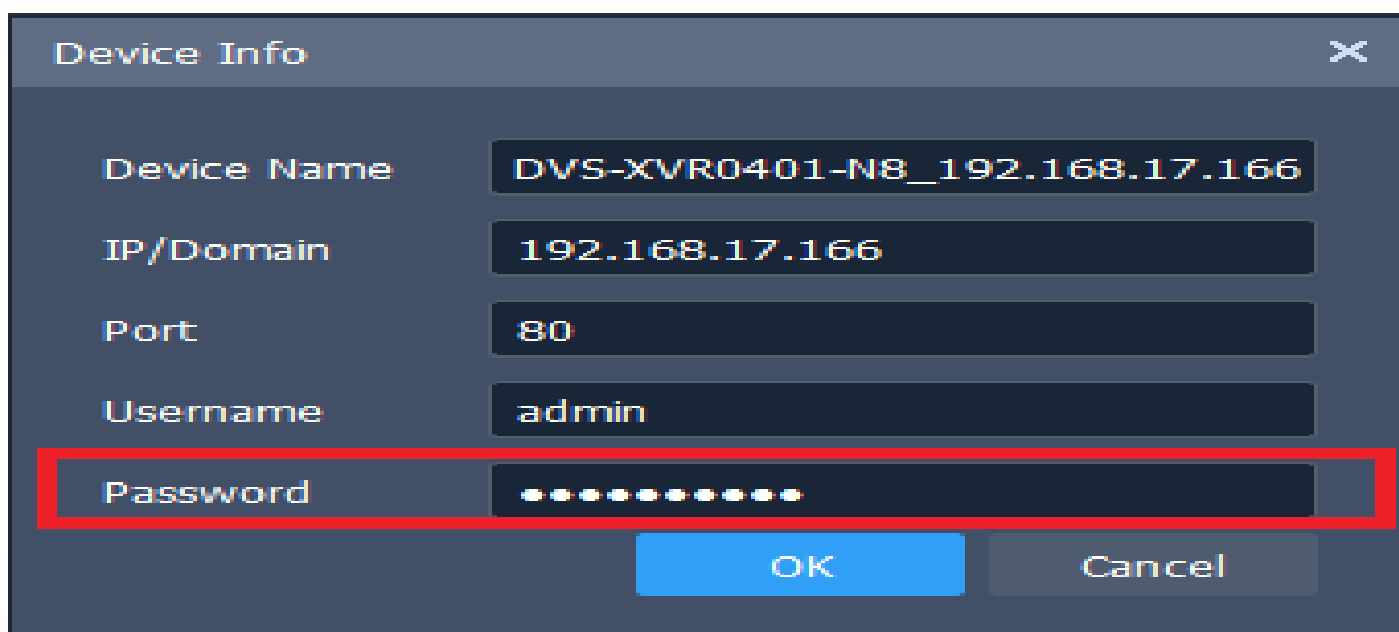 Device Info
Device Name DVS-XVR0401-N8_192.168.17.166
IP/Domain 192.168.17.166
Port 80
Username admin
Password ●●●●●●●●●●
OK Cancel